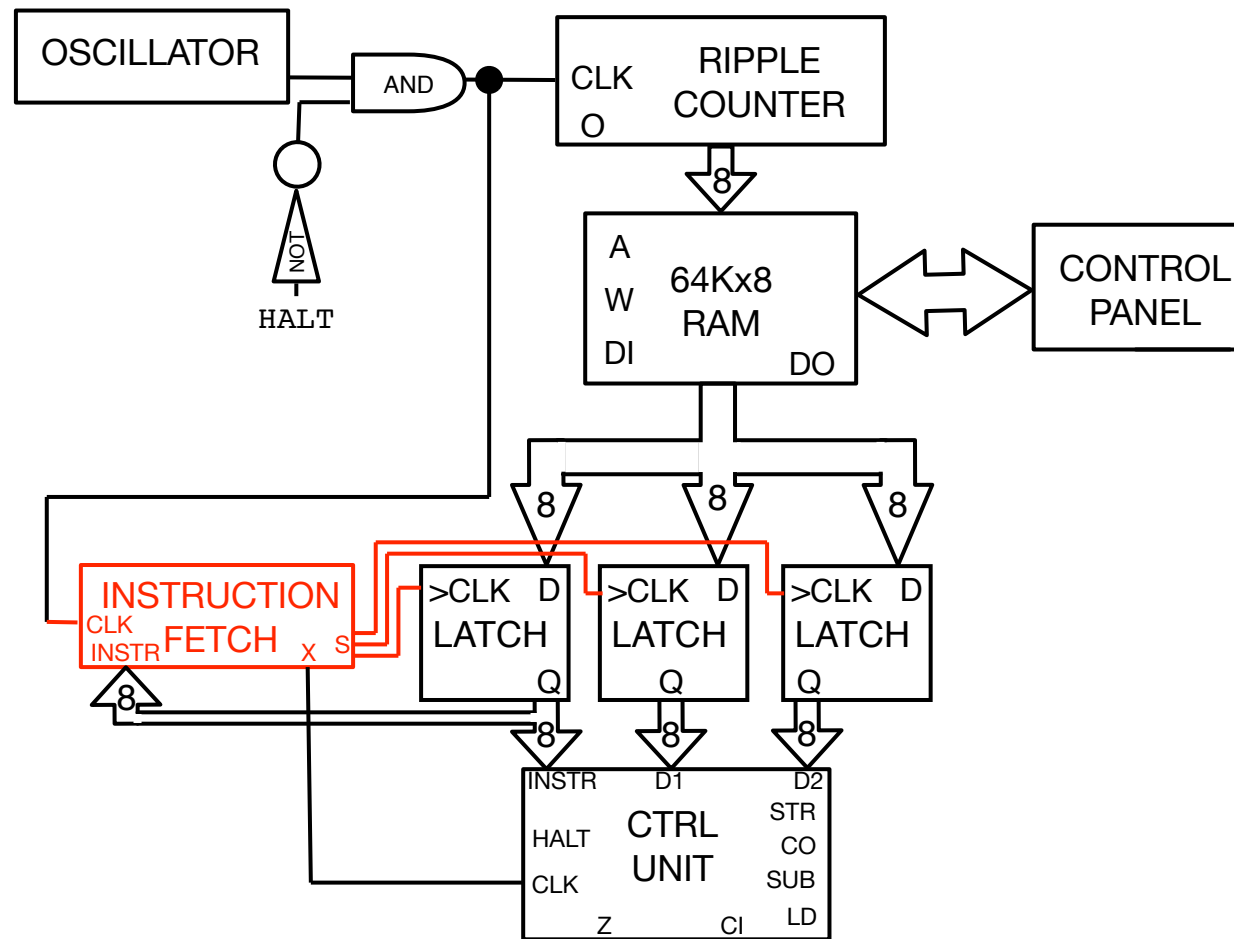 OSCILLATOR
AND
CLK
RIPPLE
COUNTER
O
8
NOT
HALT
A
W
DI
64Kx8
RAM
DO
CONTROL
PANEL
8
8
8
INSTRUCTION
FETCH
CLK
INSTR
X
S
>CLK D
LATCH
Q
>CLK D
LATCH
Q
>CLK D
LATCH
Q
8
8
8
8
INSTR
D1
D2
HALT
CLK
CTRL
UNIT
STR
CO
SUB
LD
Z
CI